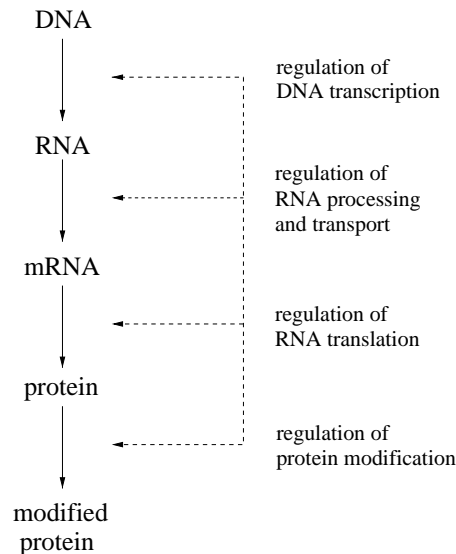 DNA
regulation of
DNA transcription
RNA
regulation of
RNA processing
and transport
mRNA
regulation of
RNA translation
protein
regulation of
protein modification
modified
protein